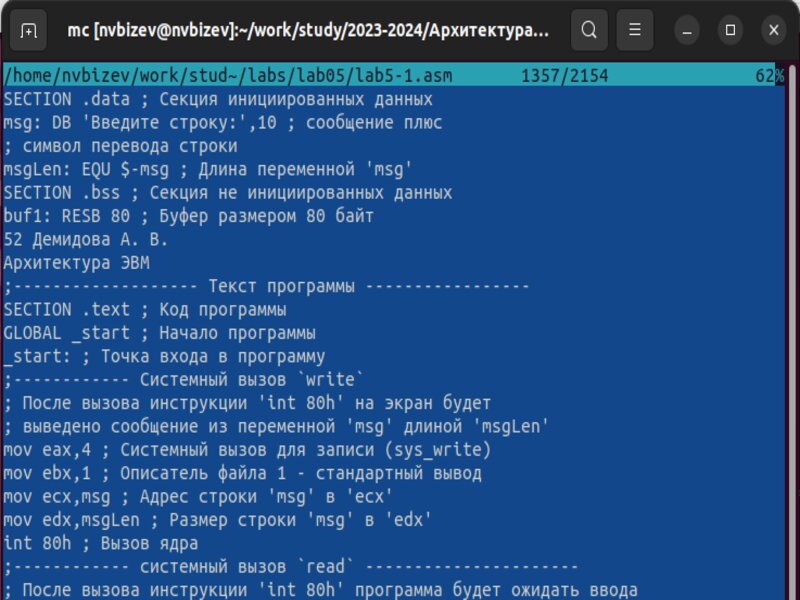 mc [nvbizev@nvbizev]:~/work/study/2023-2024/Архитектура...
/home/nvbizev/work/stud~/labs/lab05/lab5-1.asm 1357/2154 62%
SECTION .data ; Секция инициированных данных
msg: DB 'Введите строку:',10 ; сообщение плюс
; символ перевода строки
msgLen: EQU $-msg ; Длина переменной 'msg'
SECTION .bss ; Секция не инициированных данных
buf1: RESB 80 ; Буфер размером 80 байт
52 Демидова А. В.
Архитектура ЭВМ
;------------------- Текст программы -----------------
SECTION .text ; Код программы
GLOBAL _start ; Начало программы
_start: ; Точка входа в программу
;------------ Системный вызов `write`
; После вызова инструкции 'int 80h' на экран будет
; выведено сообщение из переменной 'msg' длиной 'msgLen'
mov eax,4 ; Системный вызов для записи (sys_write)
mov ebx,1 ; Описатель файла 1 - стандартный вывод
mov ecx,msg ; Адрес строки 'msg' в 'ecx'
mov edx,msgLen ; Размер строки 'msg' в 'edx'
int 80h ; Вызов ядра
;------------ системный вызов `read` ----------------------
; После вызова инструкции 'int 80h' программа будет ожидать ввода